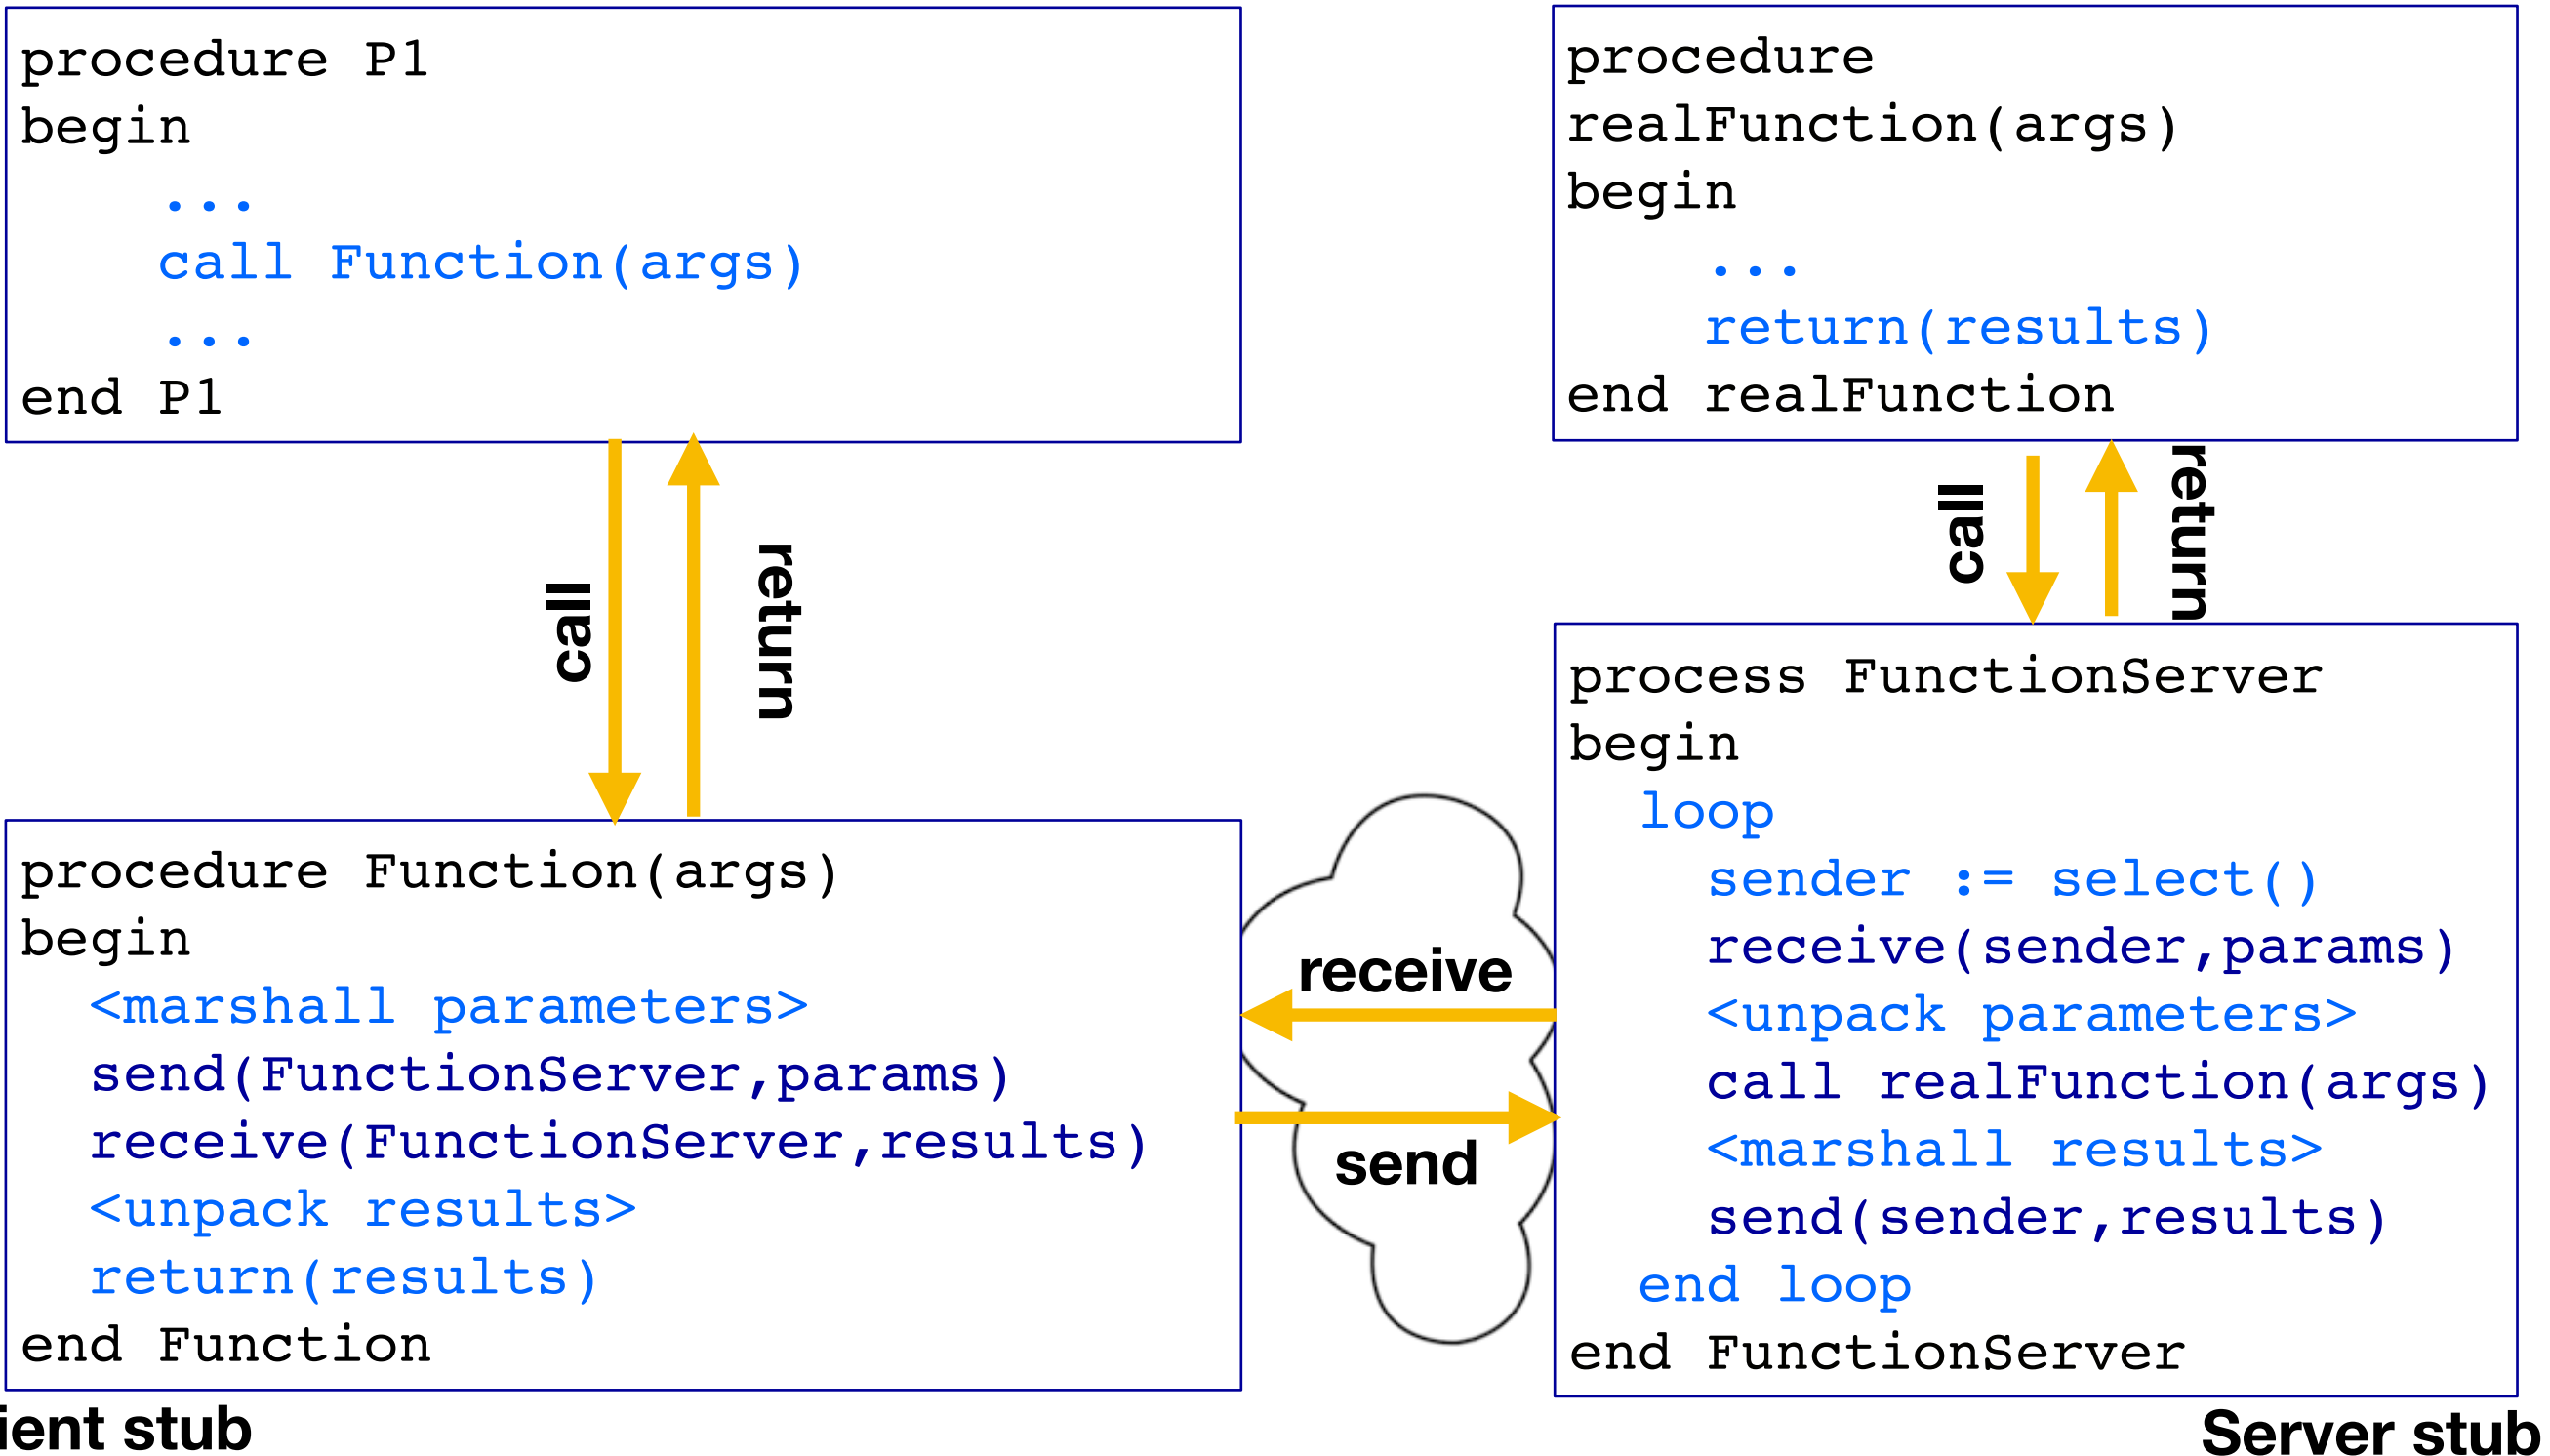 procedure P1
begin
...
call Function(args)
...
end P1
procedure
realFunction(args)
begin
...
return(results)
end realFunction
call
return
call
return
procedure Function(args)
begin
<marshall parameters>
send(FunctionServer,params)
receive(FunctionServer,results)
<unpack results>
return(results)
end Function
receive
send
process FunctionServer
begin
loop
sender := select()
receive(sender,params)
<unpack parameters>
call realFunction(args)
<marshall results>
send(sender,results)
end loop
end FunctionServer
ient stub
Server stub